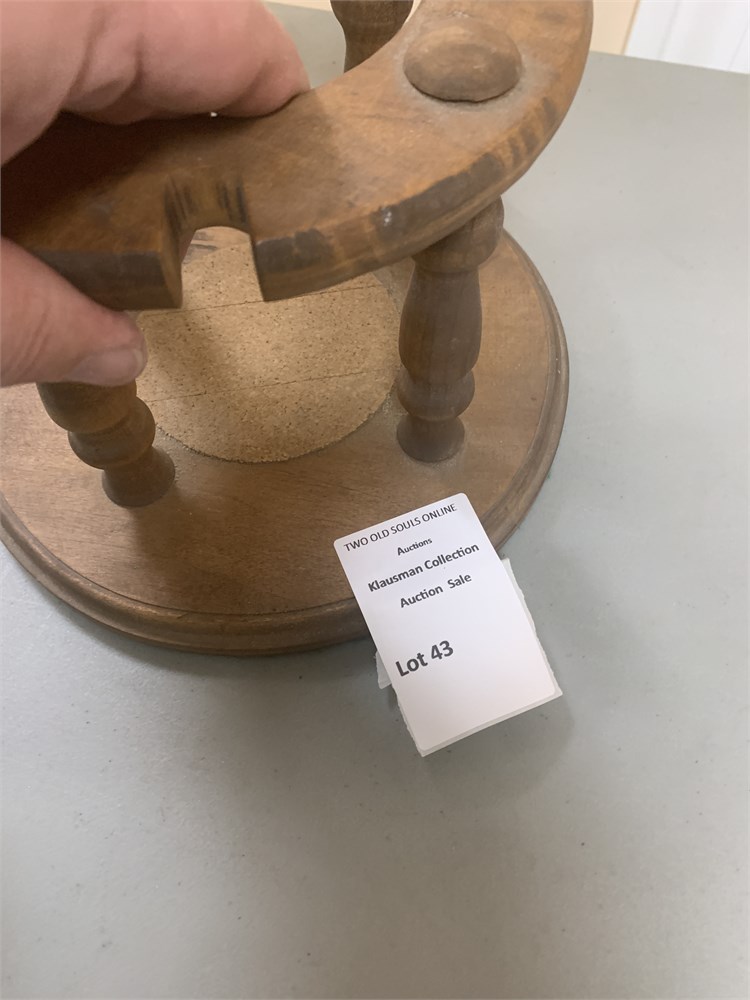 TWO OLD SOULS ONLINE
Auctions
Klausman Collection
Auction Sale
Lot 43